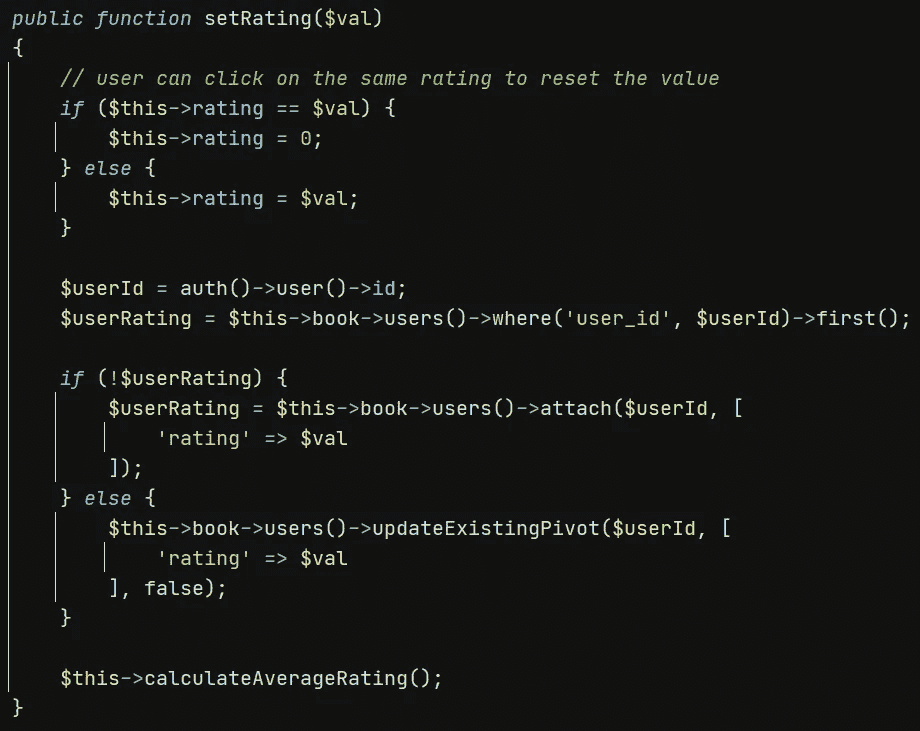 public function setRating($val)
{
    // user can click on the same rating to reset the value
    if ($this->rating == $val) {
        $this->rating = 0;
    } else {
        $this->rating = $val;
    }

    $userId = auth()->user()->id;
    $userRating = $this->book->users()->where('user_id', $userId)->first();

    if (!$userRating) {
        $userRating = $this->book->users()->attach($userId, [
            'rating' => $val
        ]);
    } else {
        $this->book->users()->updateExistingPivot($userId, [
            'rating' => $val
        ], false);
    }

    $this->calculateAverageRating();
}